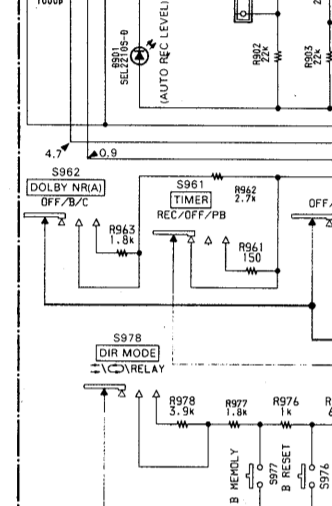 D901
SEL2210S-D
(AUTO REC LEVEL)
R902
22k
R903
22k
4.7
0.9
S962
DOLBY NR(A)
OFF/B/C
S961
TIMER
REC/OFF/PB
R962
2.7k
OFF/
R963
1.8k
R961
150
S978
DIR MODE
RELAY
R978
3.9k
R977
1.8k
R976
1k
R
B MEMOLY
S977
B RESET
S976